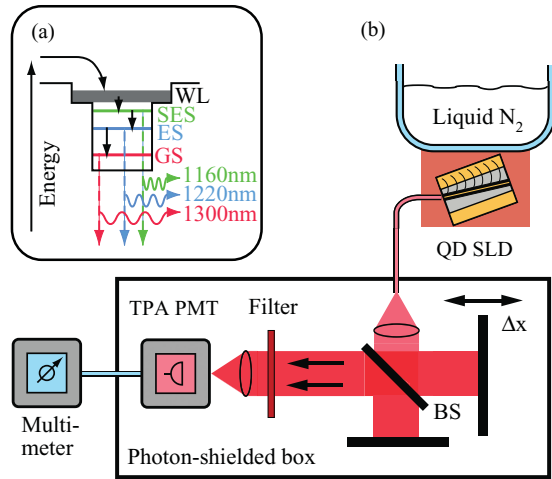 (a)
(b)
WL
SES
ES
GS
Energy
1160nm
1220nm
1300nm
Liquid N2
QD SLD
TPA PMT
Filter
Δx
BS
Multi-
meter
Photon-shielded box